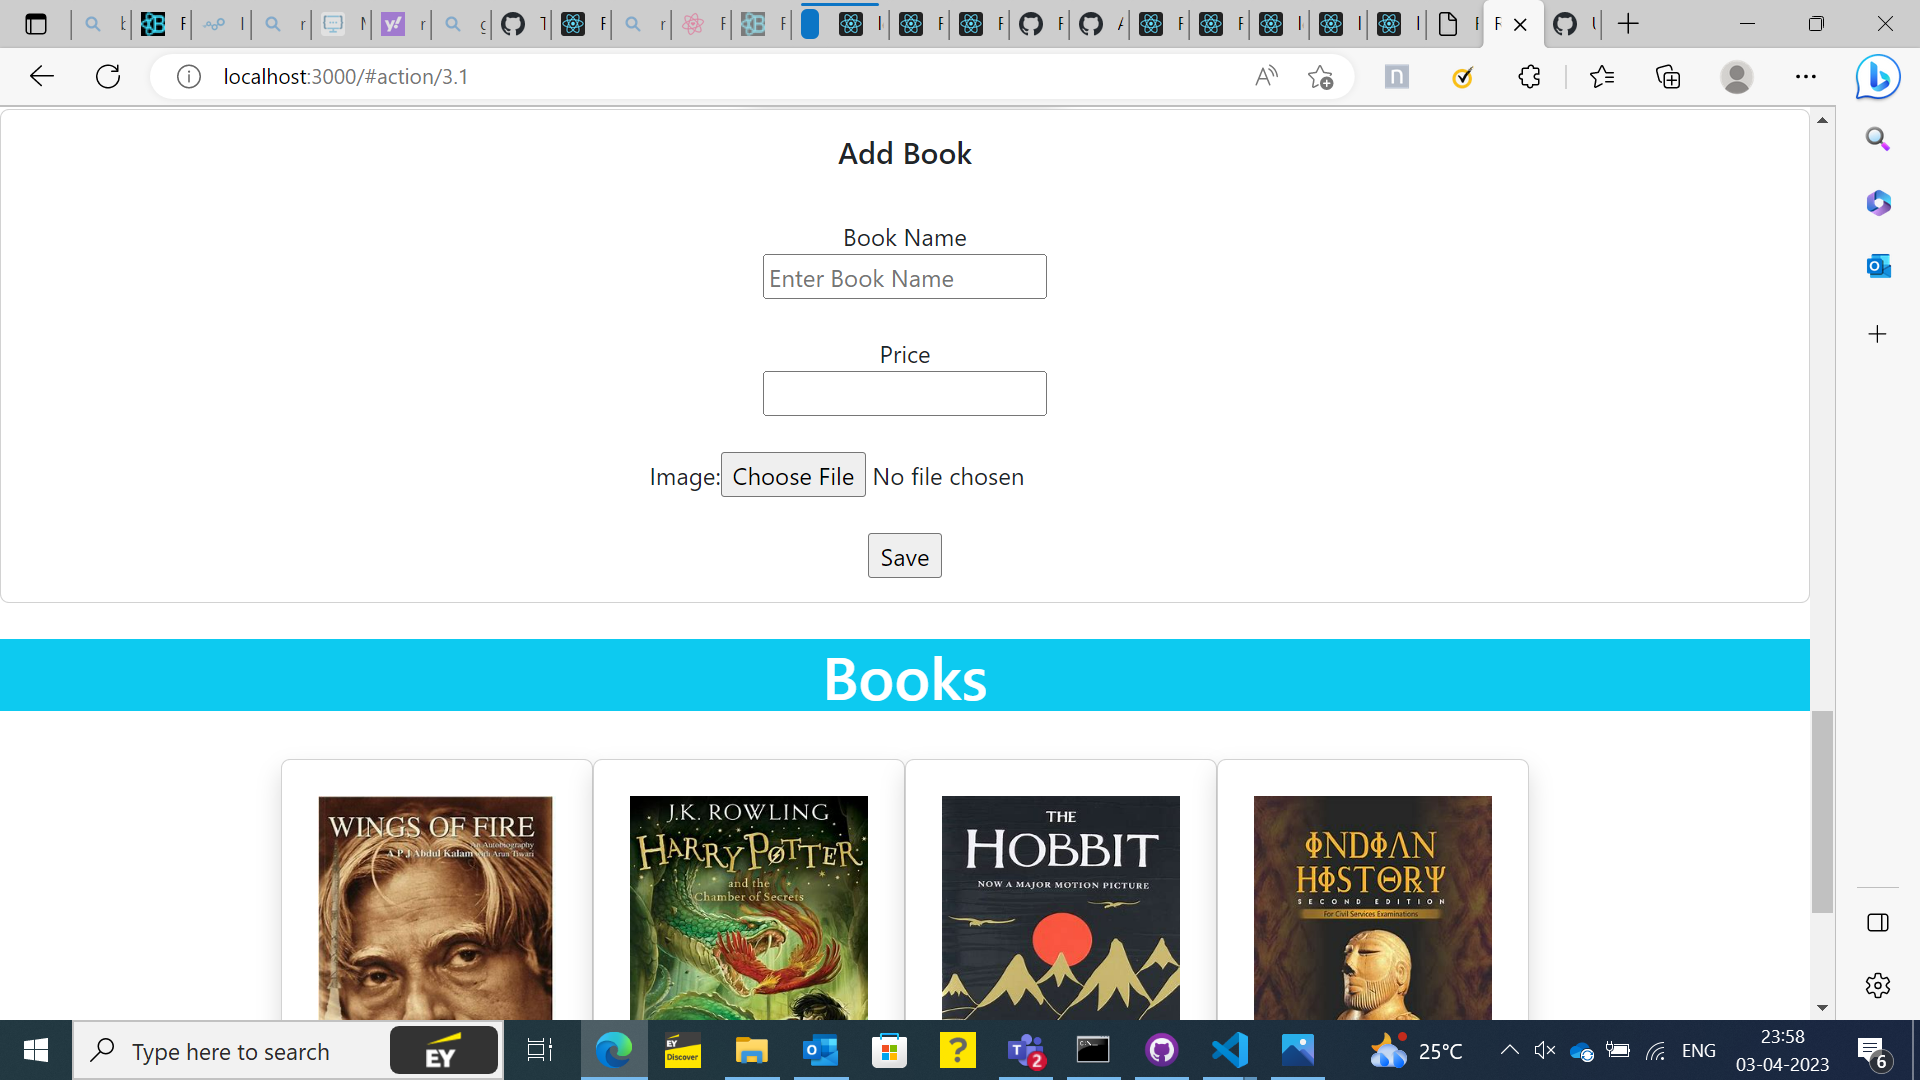 localhost:3000/#action/3.1
Add Book
Book Name
Enter Book Name
Price
Image: Choose File No file chosen
Save
Books
WINGS OF FIRE
An Autobiography
A P J Abdul Kalam with Arun Tiwari
J.K. ROWLING
HARRY POTTER
and the
Chamber of Secrets
THE
HOBBIT
NOW A MAJOR MOTION PICTURE
INDIAN
HISTORY
SECOND EDITION
For Civil Services Examinations
Type here to search
EY
EY
Discover
2
25°C
ENG
23:58
03-04-2023
6